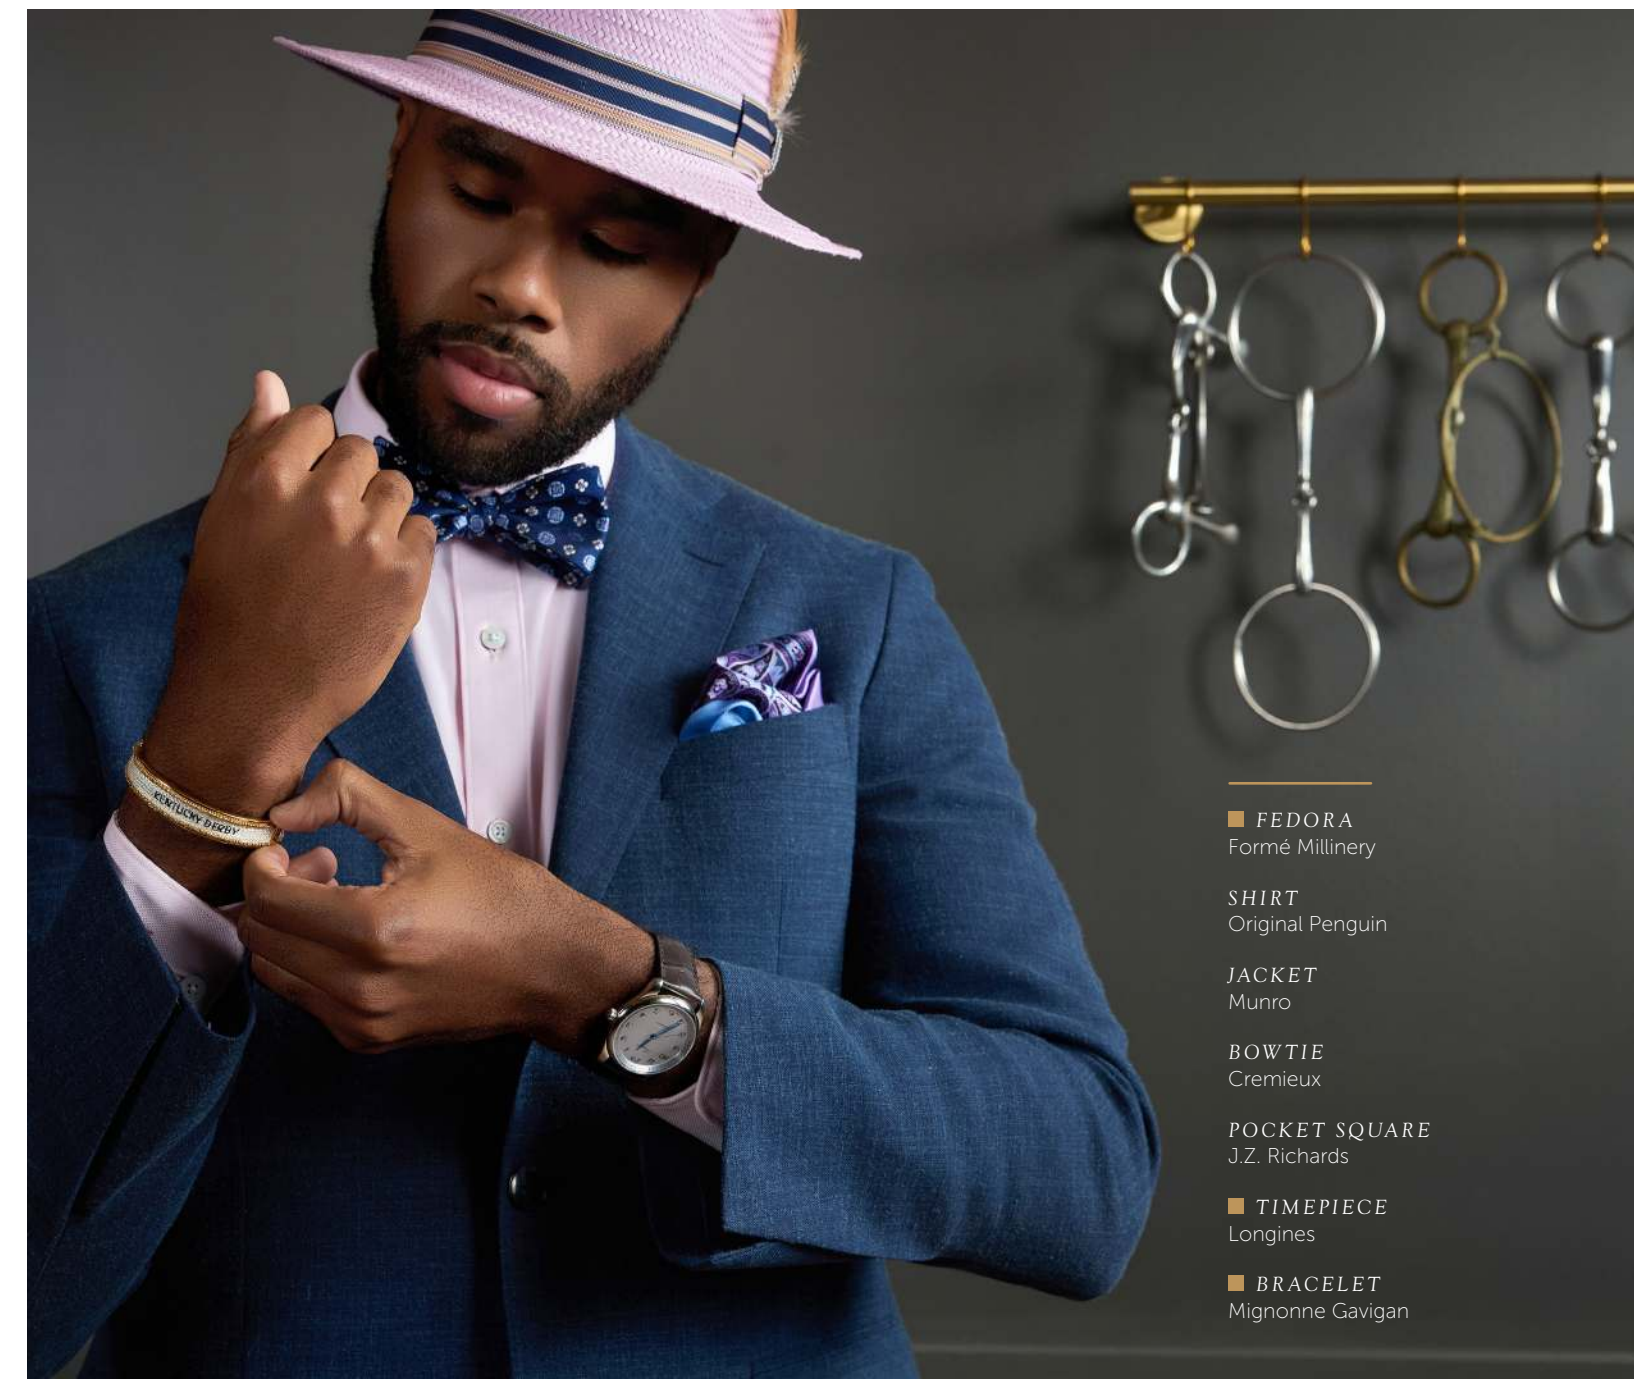 KENTUCKY DERBY
FEDORA
Formé Millinery
SHIRT
Original Penguin
JACKET
Munro
BOWTIE
Cremieux
POCKET SQUARE
J.Z. Richards
TIMEPIECE
Longines
BRACELET
Mignonne Gavigan